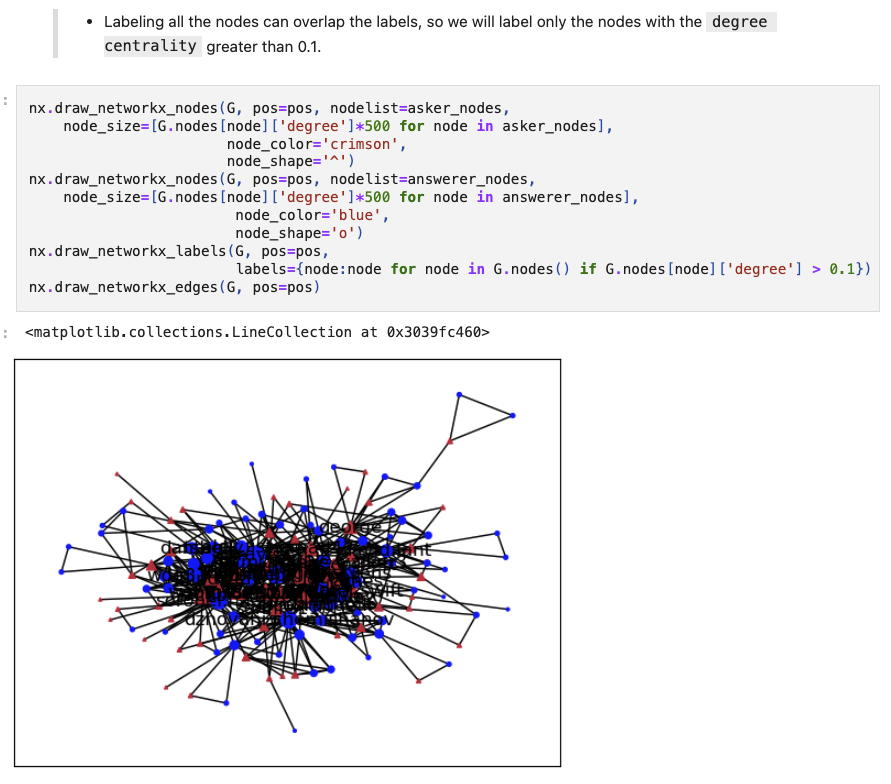 • Labeling all the nodes can overlap the labels, so we will label only the nodes with the degree
centrality greater than 0.1.
:
nx.draw_networkx_nodes(G, pos=pos, nodelist=asker_nodes,
    node_size=[G.nodes[node]['degree']*500 for node in asker_nodes],
                       node_color='crimson',
                       node_shape='^')
nx.draw_networkx_nodes(G, pos=pos, nodelist=answerer_nodes,
    node_size=[G.nodes[node]['degree']*500 for node in answerer_nodes],
                        node_color='blue',
                        node_shape='o')
nx.draw_networkx_labels(G, pos=pos,
                        labels={node:node for node in G.nodes() if G.nodes[node]['degree'] > 0.1})
nx.draw_networkx_edges(G, pos=pos)
:
<matplotlib.collections.LineCollection at 0x3039fc460>
george